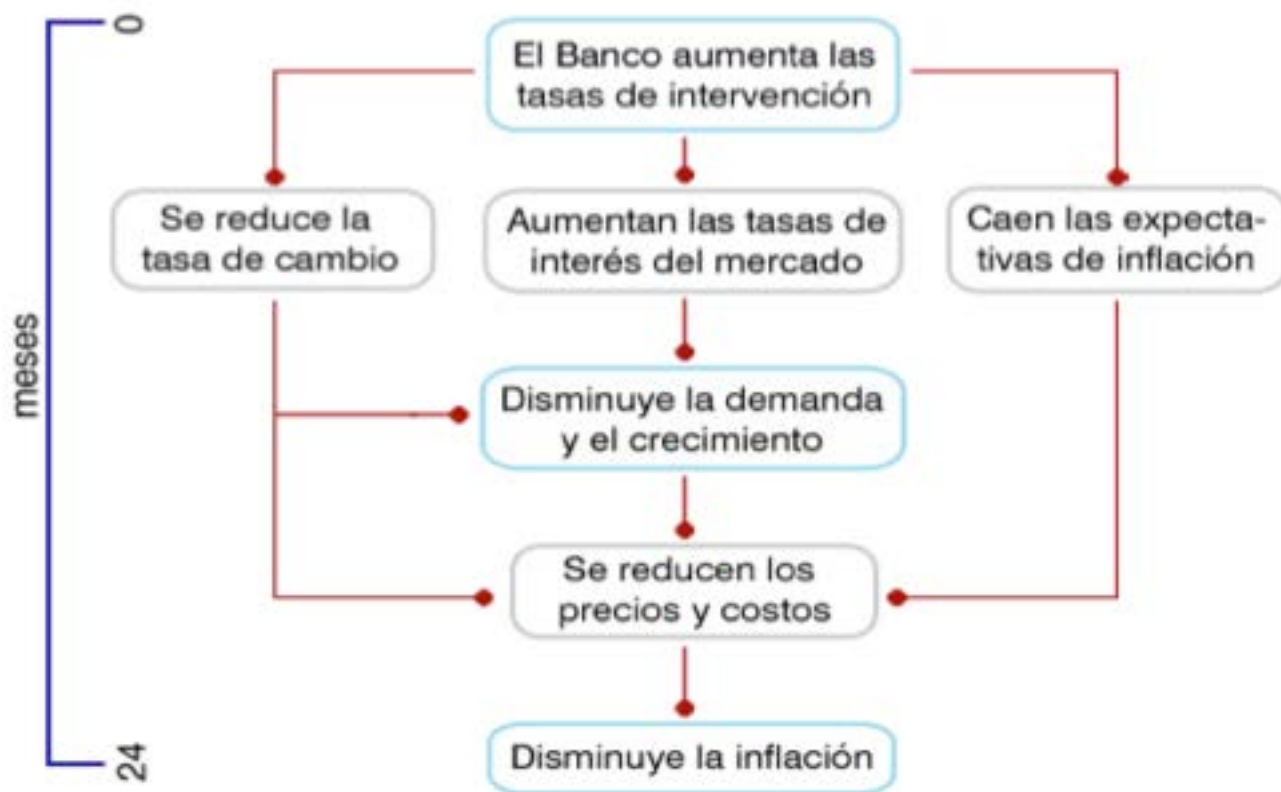 0
El Banco aumenta las
tasas de intervención
Se reduce la
tasa de cambio
Aumentan las tasas de
interés del mercado
Caen las expecta-
tivas de inflación
meses
Disminuye la demanda
y el crecimiento
Se reducen los
precios y costos
24
Disminuye la inflación